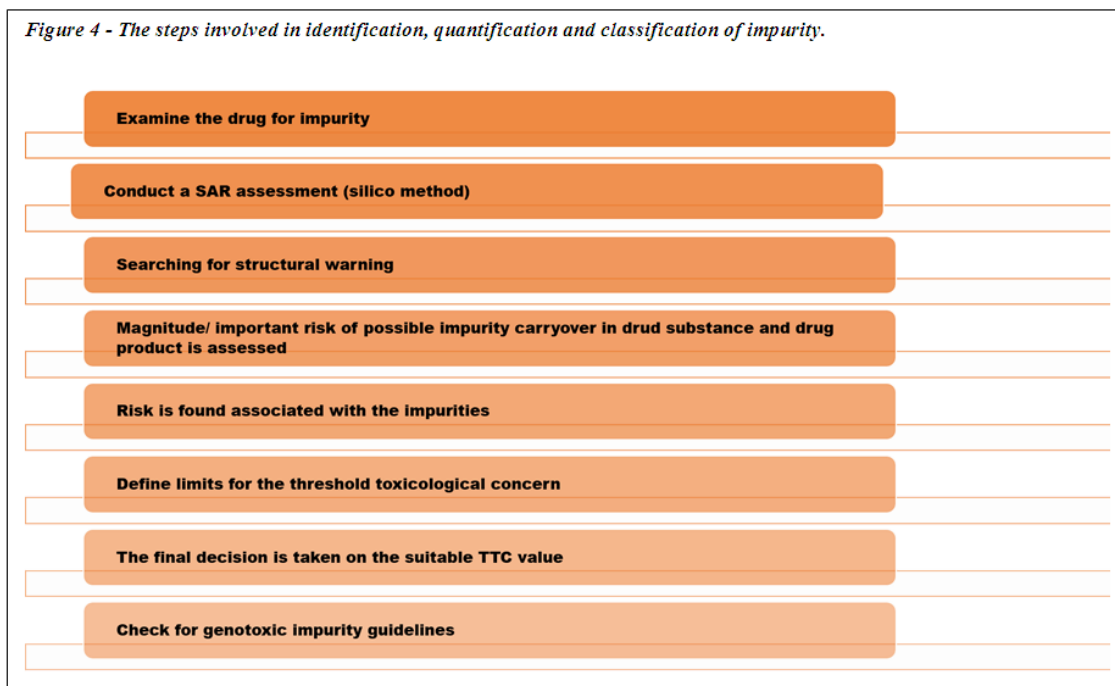 Figure 4 - The steps involved in identification, quantification and classification of impurity.
Examine the drug for impurity
Conduct a SAR assessment (silico method)
Searching for structural warning
Magnitude/ important risk of possible impurity carryover in drud substance and drug
product is assessed
Risk is found associated with the impurities
Define limits for the threshold toxicological concern
The final decision is taken on the suitable TTC value
Check for genotoxic impurity guidelines